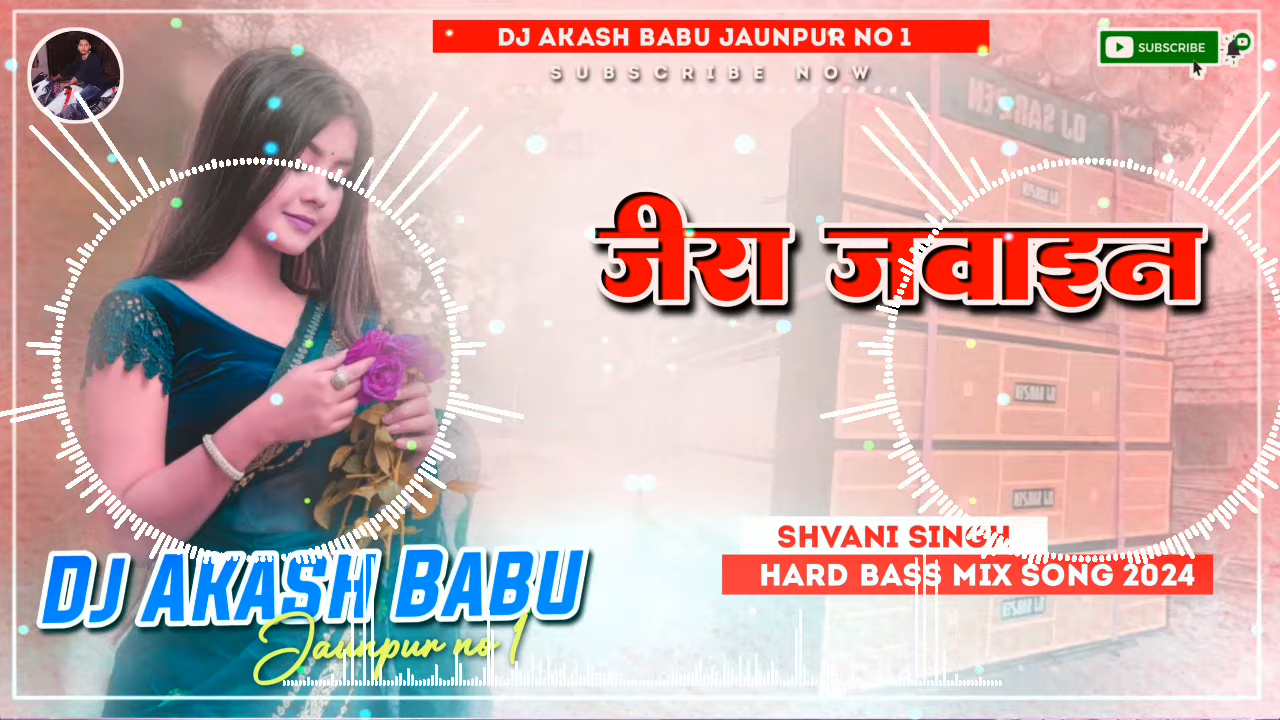 DJ AKASH BABU JAUNPUR NO 1
SUBSCRIBE NOW
SUBSCRIBE
जीरा जवाइन
SHVANI SINGH
HARD BASS MIX SONG 2024
DJ AKASH BABU
Jaunpur no 1